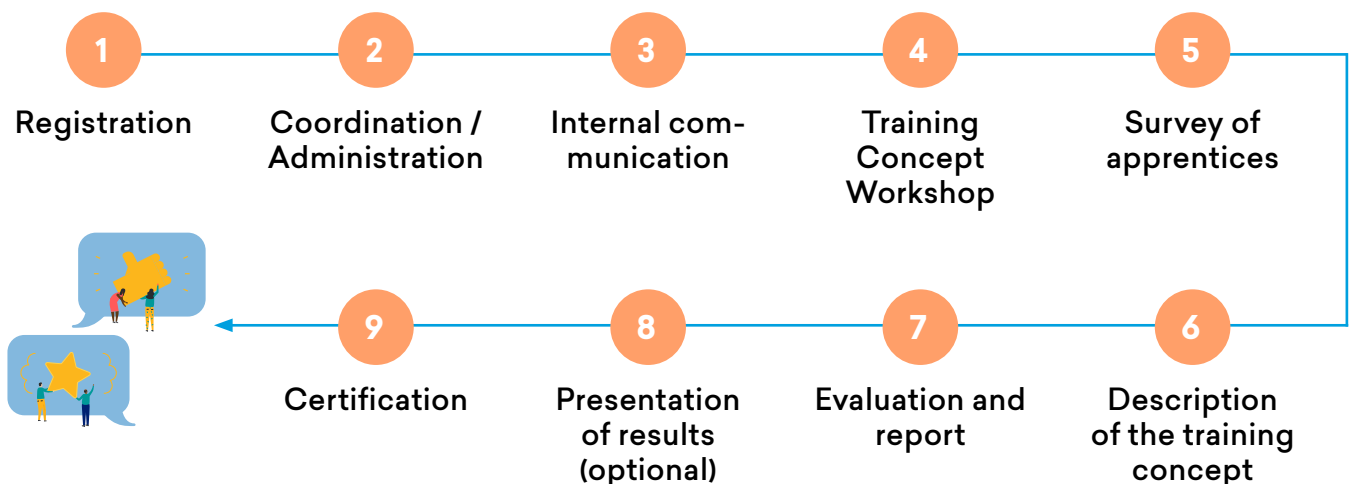 1
Registration
2
Coordination /
Administration
3
Internal com-
munication
4
Training
Concept
Workshop
5
Survey of
apprentices
6
Description
of the training
concept
7
Evaluation and
report
8
Presentation
of results
(optional)
9
Certification